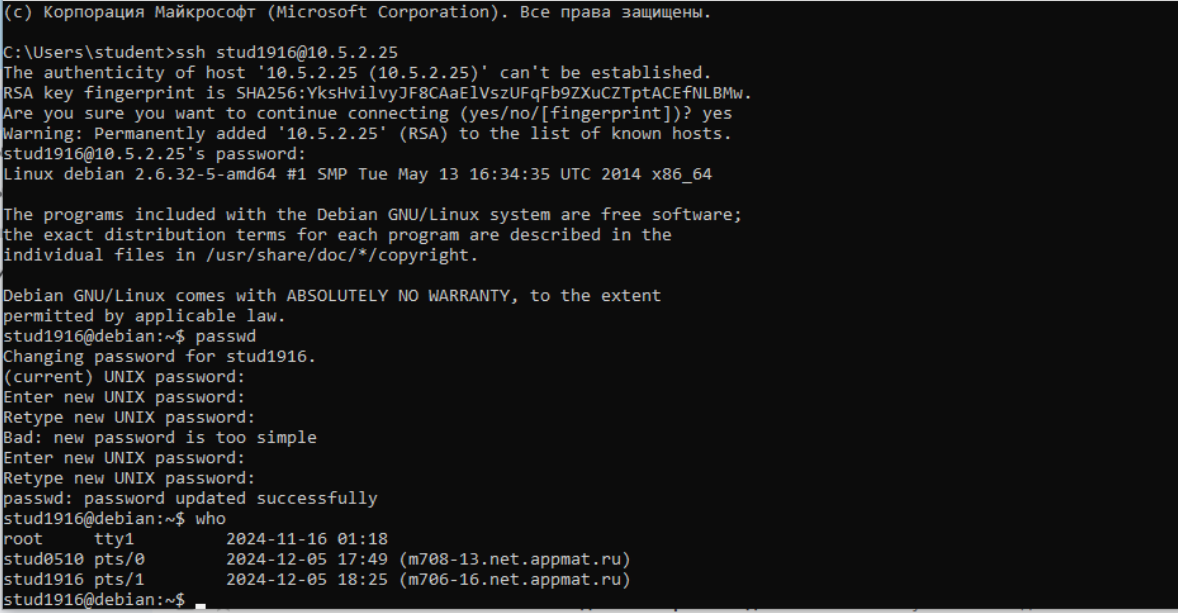 (c) Корпорация Майкрософт (Microsoft Corporation). Все права защищены.
C:\Users\student>ssh stud1916@10.5.2.25
The authenticity of host '10.5.2.25 (10.5.2.25)' can't be established.
RSA key fingerprint is SHA256:YksHvilvyJF8CAaElVszUFqFb9ZXuCZTptACEfNLBMw.
Are you sure you want to continue connecting (yes/no/[fingerprint])? yes
Warning: Permanently added '10.5.2.25' (RSA) to the list of known hosts.
stud1916@10.5.2.25's password:
Linux debian 2.6.32-5-amd64 #1 SMP Tue May 13 16:34:35 UTC 2014 x86_64
The programs included with the Debian GNU/Linux system are free software;
the exact distribution terms for each program are described in the
individual files in /usr/share/doc/*/copyright.
Debian GNU/Linux comes with ABSOLUTELY NO WARRANTY, to the extent
permitted by applicable law.
stud1916@debian:~$ passwd
Changing password for stud1916.
(current) UNIX password:
Enter new UNIX password:
Retype new UNIX password:
Bad: new password is too simple
Enter new UNIX password:
Retype new UNIX password:
passwd: password updated successfully
stud1916@debian:~$ who
root     tty1         2024-11-16 01:18
stud0510 pts/0        2024-12-05 17:49 (m708-13.net.appmat.ru)
stud1916 pts/1        2024-12-05 18:25 (m706-16.net.appmat.ru)
stud1916@debian:~$